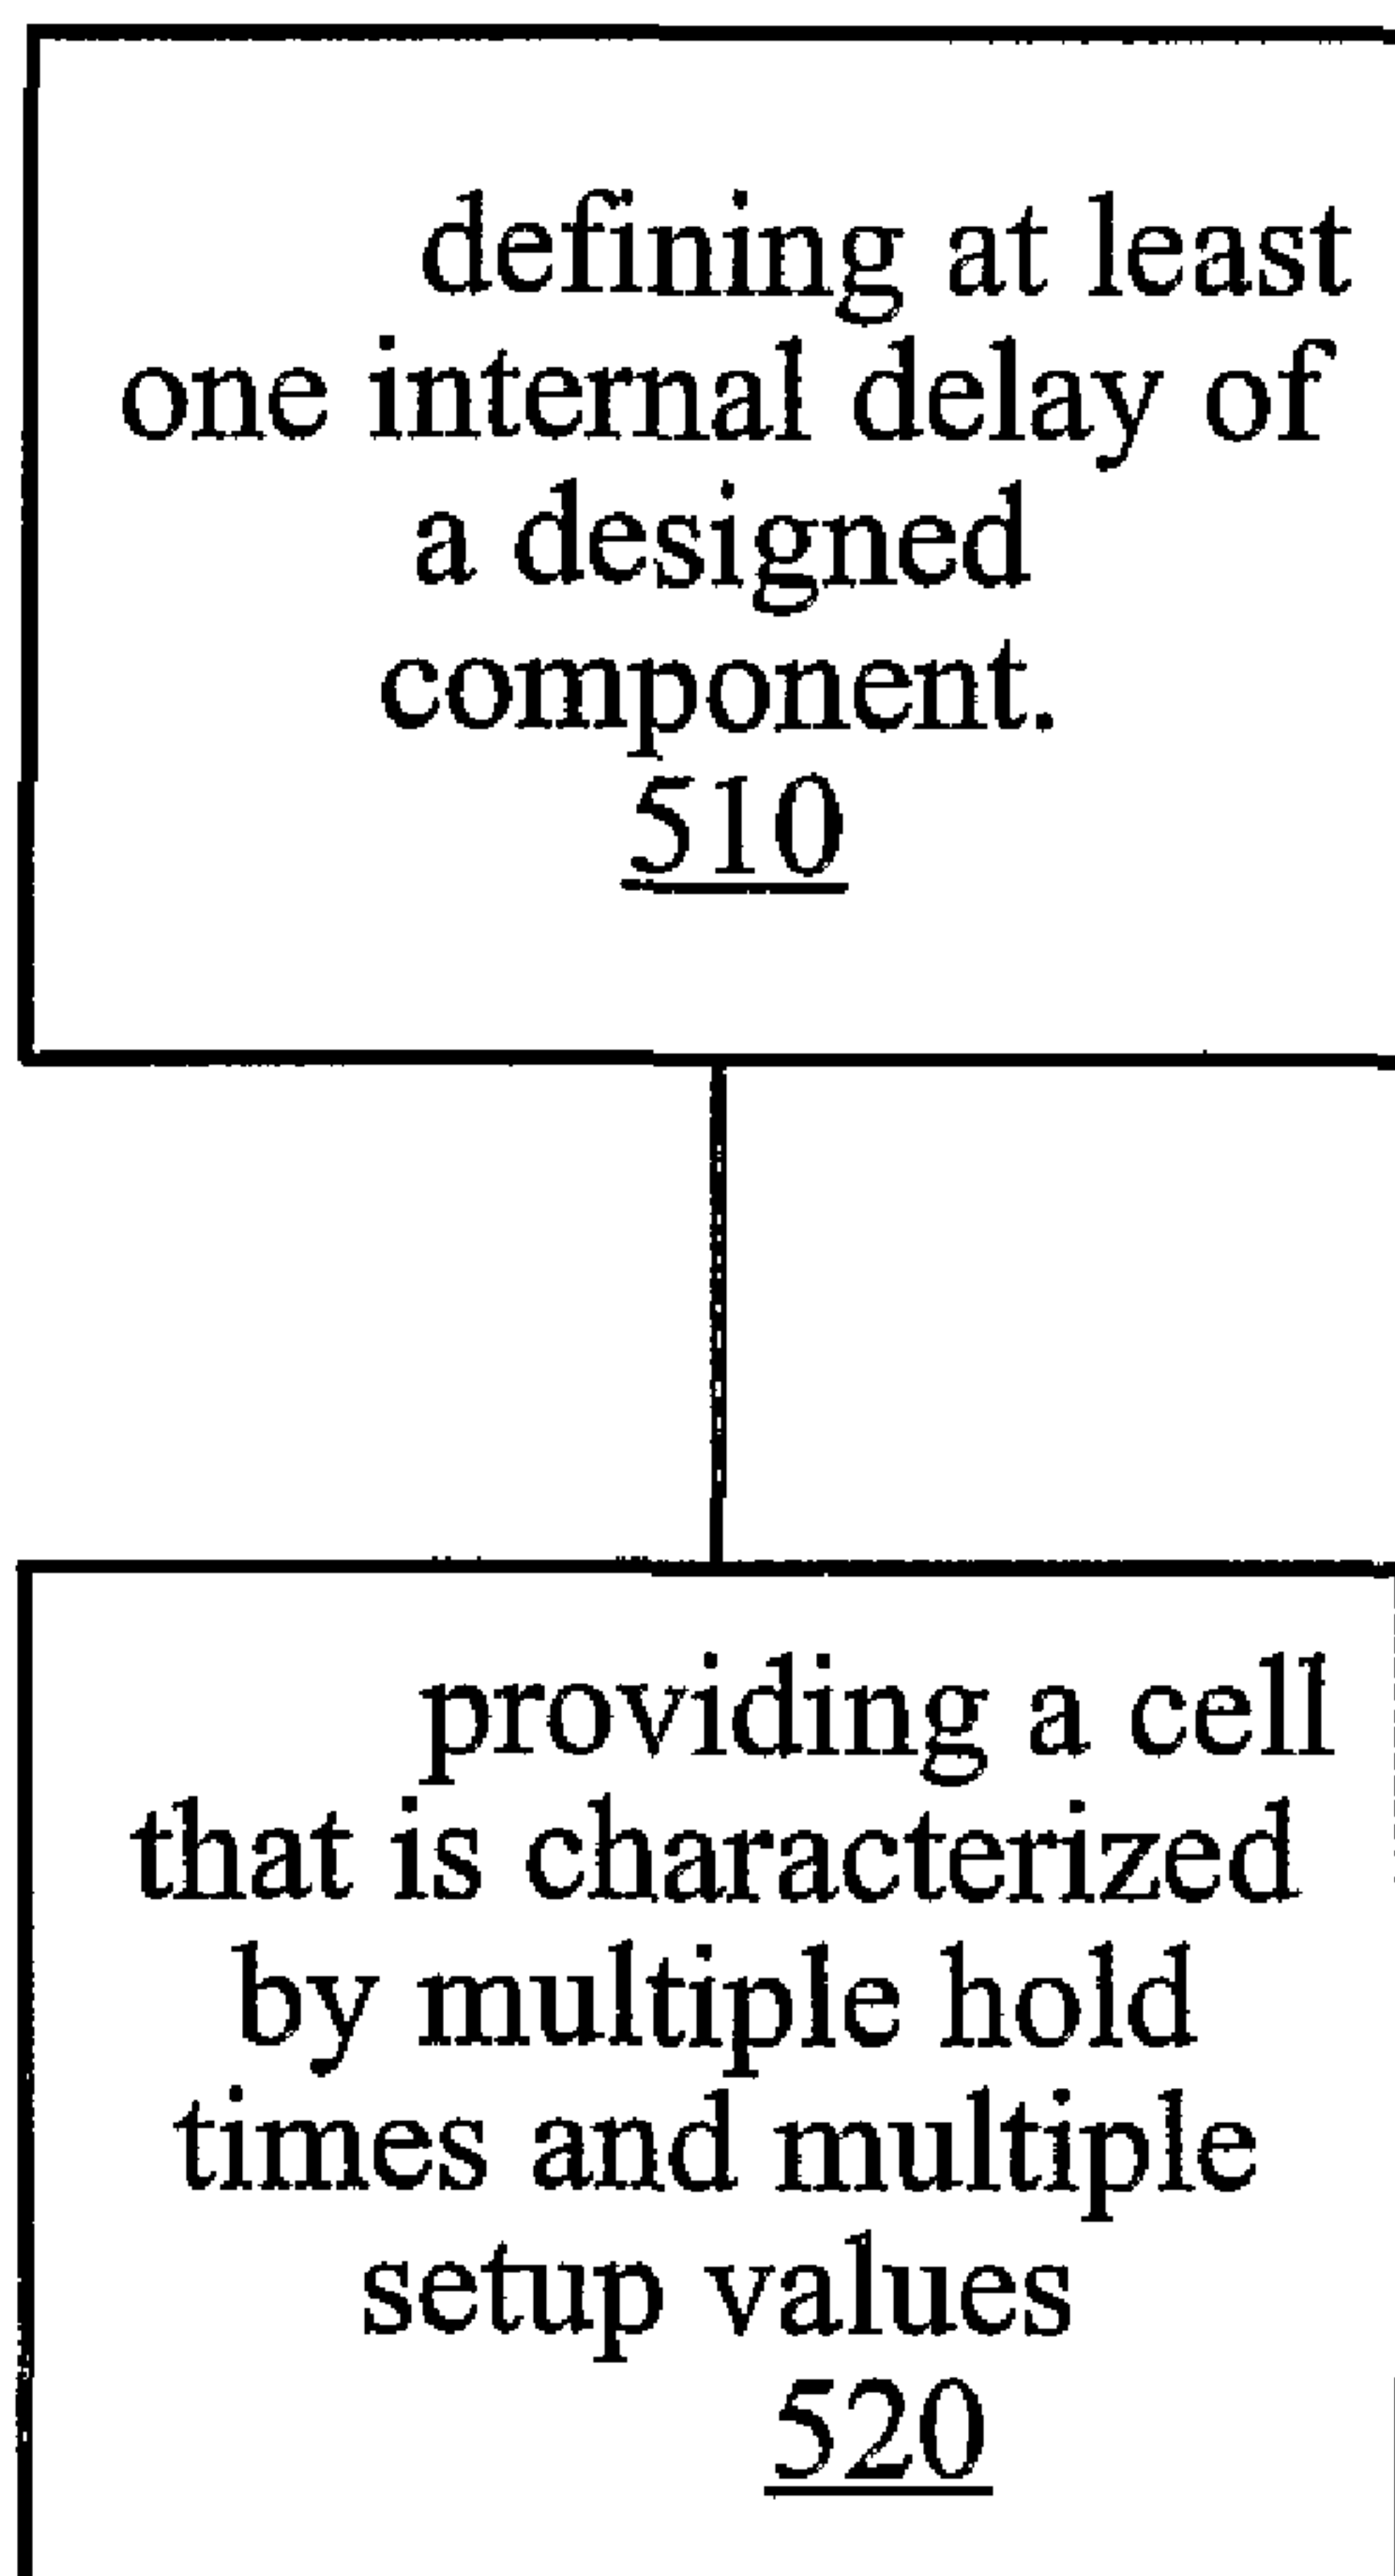 defining at least
one internal delay of
a designed
component.
510
providing a cell
that is characterized
by multiple hold
times and multiple
setup values
520